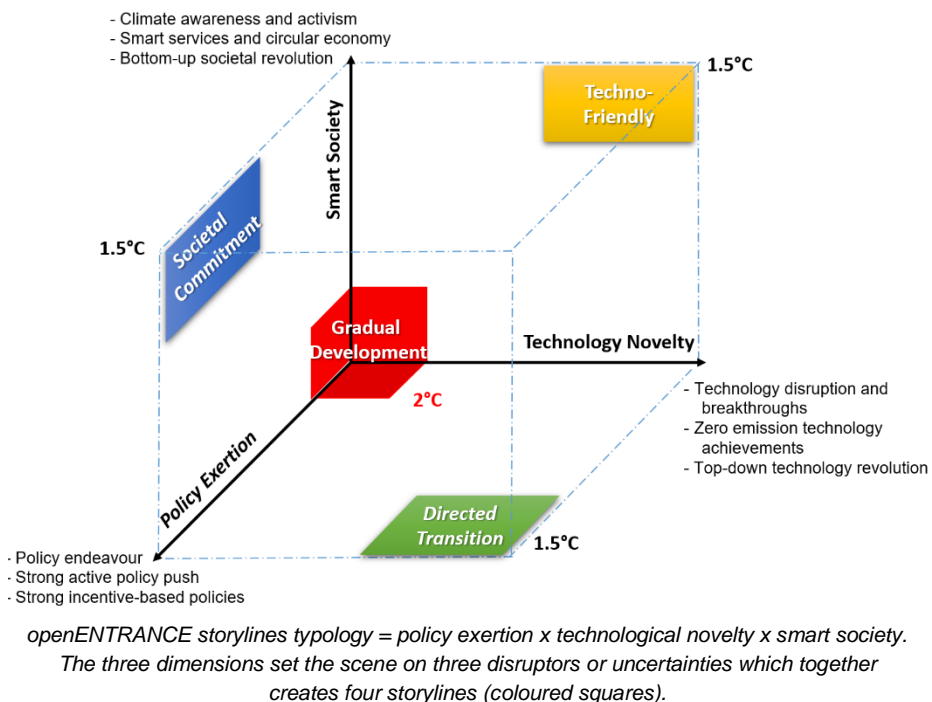 - Climate awareness and activism
- Smart services and circular economy
- Bottom-up societal revolution
1.5°C
Techno-
Friendly
Smart Society
Societal
Commitment
1.5°C
Gradual
Development
Technology Novelty
2°C
- Technology disruption and
breakthroughs
- Zero emission technology
achievements
- Top-down technology revolution
Policy Exertion
Directed
Transition
1.5°C
- Policy endeavour
- Strong active policy push
- Strong incentive-based policies
openENTRANCE storylines typology = policy exertion x technological novelty x smart society.
The three dimensions set the scene on three disruptors or uncertainties which together
creates four storylines (coloured squares).